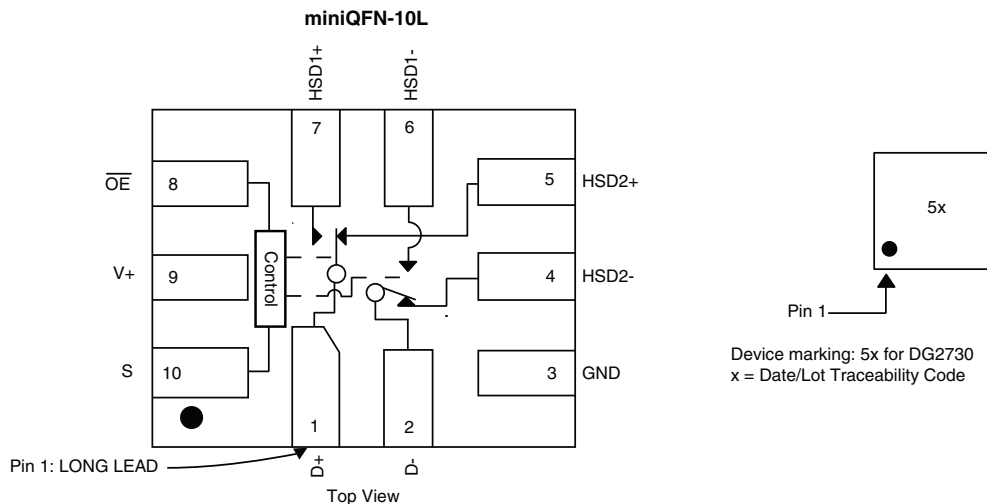 miniQFN-10L
HSD1+
HSD1-
7
6
OE
8
5
HSD2+
5x
Control
V+
9
4
HSD2-
Pin 1
S
10
3
GND
Device marking: 5x for DG2730
x = Date/Lot Traceability Code
1
2
Pin 1: LONG LEAD
D+
D-
Top View